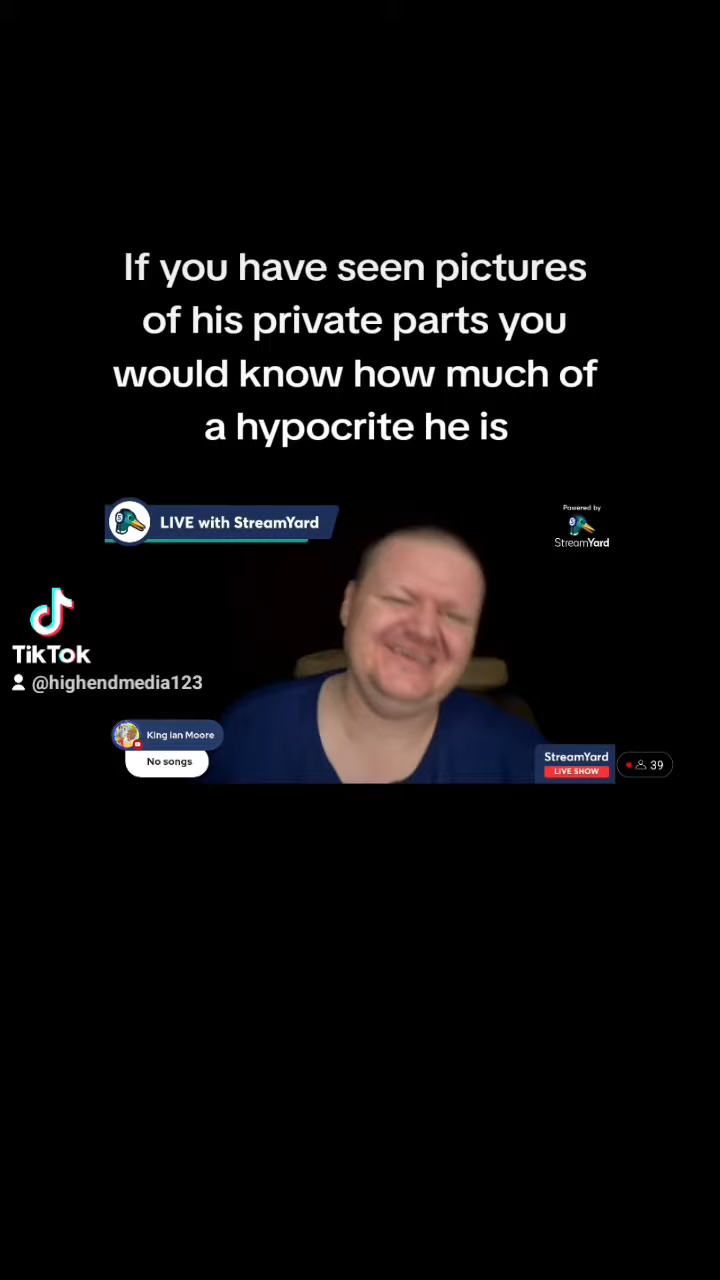 If you have seen pictures
of his private parts you
would know how much of
a hypocrite he is
LIVE with StreamYard
Powered by
StreamYard
TikTok
@highendmedia123
King Ian Moore
No songs
StreamYard
LIVE SHOW
39